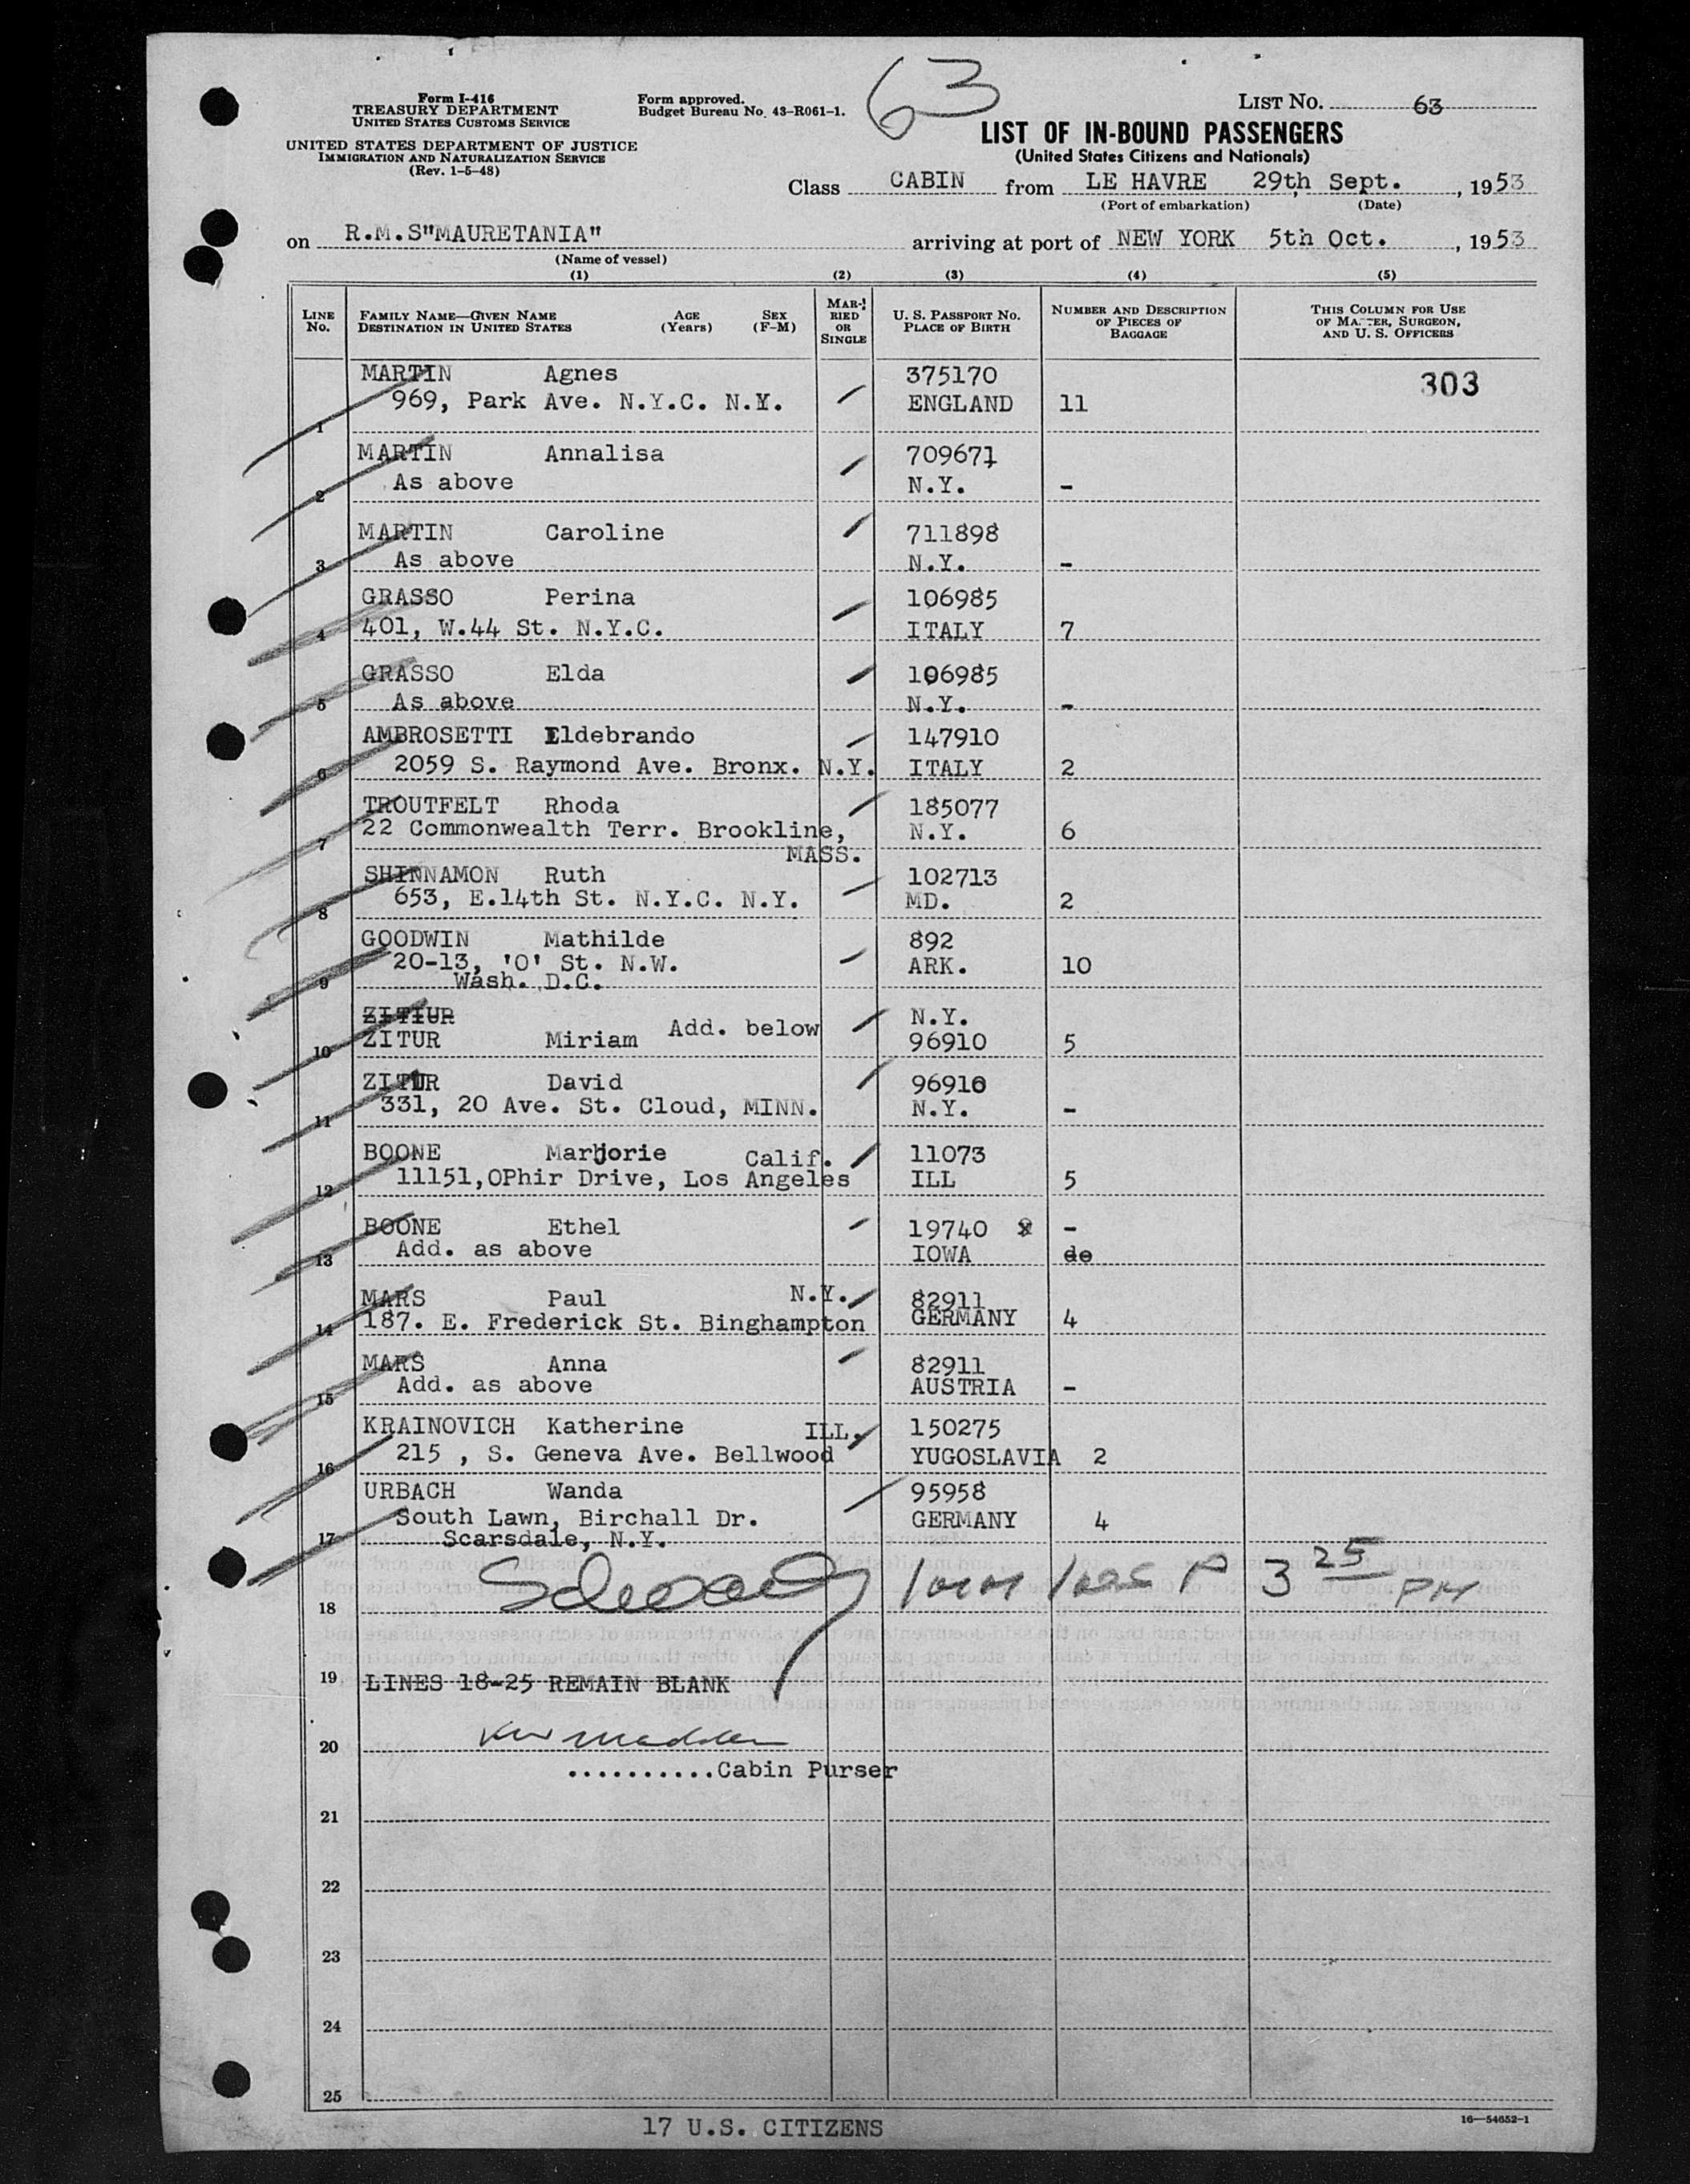 63
Form I-416
TREASURY DEPARTMENT
UNITED STATES CUSTOMS SERVICE
UNITED STATES DEPARTMENT OF JUSTICE
IMMIGRATION AND NATURALIZATION SERVICE
(Rev. 1-5-48)
Form approved.
Budget Bureau No. 43-R061-1.
LIST NO. 63
LIST OF IN-BOUND PASSENGERS
(United States Citizens and Nationals)
Class CABIN from LE HAVRE 29th Sept. , 1953
(Port of embarkation) (Date)
on R.M.S"MAURETANIA" arriving at port of NEW YORK 5th Oct. , 1953
(Name of vessel)
(1) (2) (3) (4) (5)
LINE No. FAMILY NAME—GIVEN NAME DESTINATION IN UNITED STATES AGE (Years) SEX (F-M) MARRIED OR SINGLE U. S. PASSPORT NO. PLACE OF BIRTH NUMBER AND DESCRIPTION OF PIECES OF BAGGAGE THIS COLUMN FOR USE OF MASTER, SURGEON, AND U. S. OFFICERS
MARTIN Agnes 375170 303
969, Park Ave. N.Y.C. N.Y. ENGLAND 11
1
MARTIN Annalisa 709671
2 As above N.Y. -
MARTIN Caroline 711898
3 As above N.Y. -
GRASSO Perina 106985
4 401, W.44 St. N.Y.C. ITALY 7
GRASSO Elda 106985
5 As above N.Y. -
AMBROSETTI Ildebrando 147910
6 2059 S. Raymond Ave. Bronx. N.Y. ITALY 2
TROUTFELT Rhoda 185077
22 Commonwealth Terr. Brookline, N.Y. 6
7 MASS.
SHINNAMON Ruth 102713
8 653, E.14th St. N.Y.C. N.Y. MD. 2
GOODWIN Mathilde 892
20-13, 'O' St. N.W. ARK. 10
9 Wash. D.C.
ZITIUR N.Y.
10 ZITUR Miriam Add. below 96910 5
ZITUR David 96910
11 331, 20 Ave. St. Cloud, MINN. N.Y. -
BOONE Marjorie Calif. 11073
12 11151,OPhir Drive, Los Angeles ILL 5
BOONE Ethel 19740 -
13 Add. as above IOWA de
MARS Paul N.Y. 82911
14 187. E. Frederick St. Binghampton GERMANY 4
MARS Anna 82911
15 Add. as above AUSTRIA -
KRAINOVICH Katherine ILL. 150275
16 215 , S. Geneva Ave. Bellwood YUGOSLAVIA 2
URBACH Wanda 95958
South Lawn, Birchall Dr. GERMANY 4
17 Scarsdale, N.Y.
18 3 25 PM
19 LINES 18-25 REMAIN BLANK
20
..........Cabin Purser
21
22
23
24
25
17 U.S. CITIZENS
16—54652-1